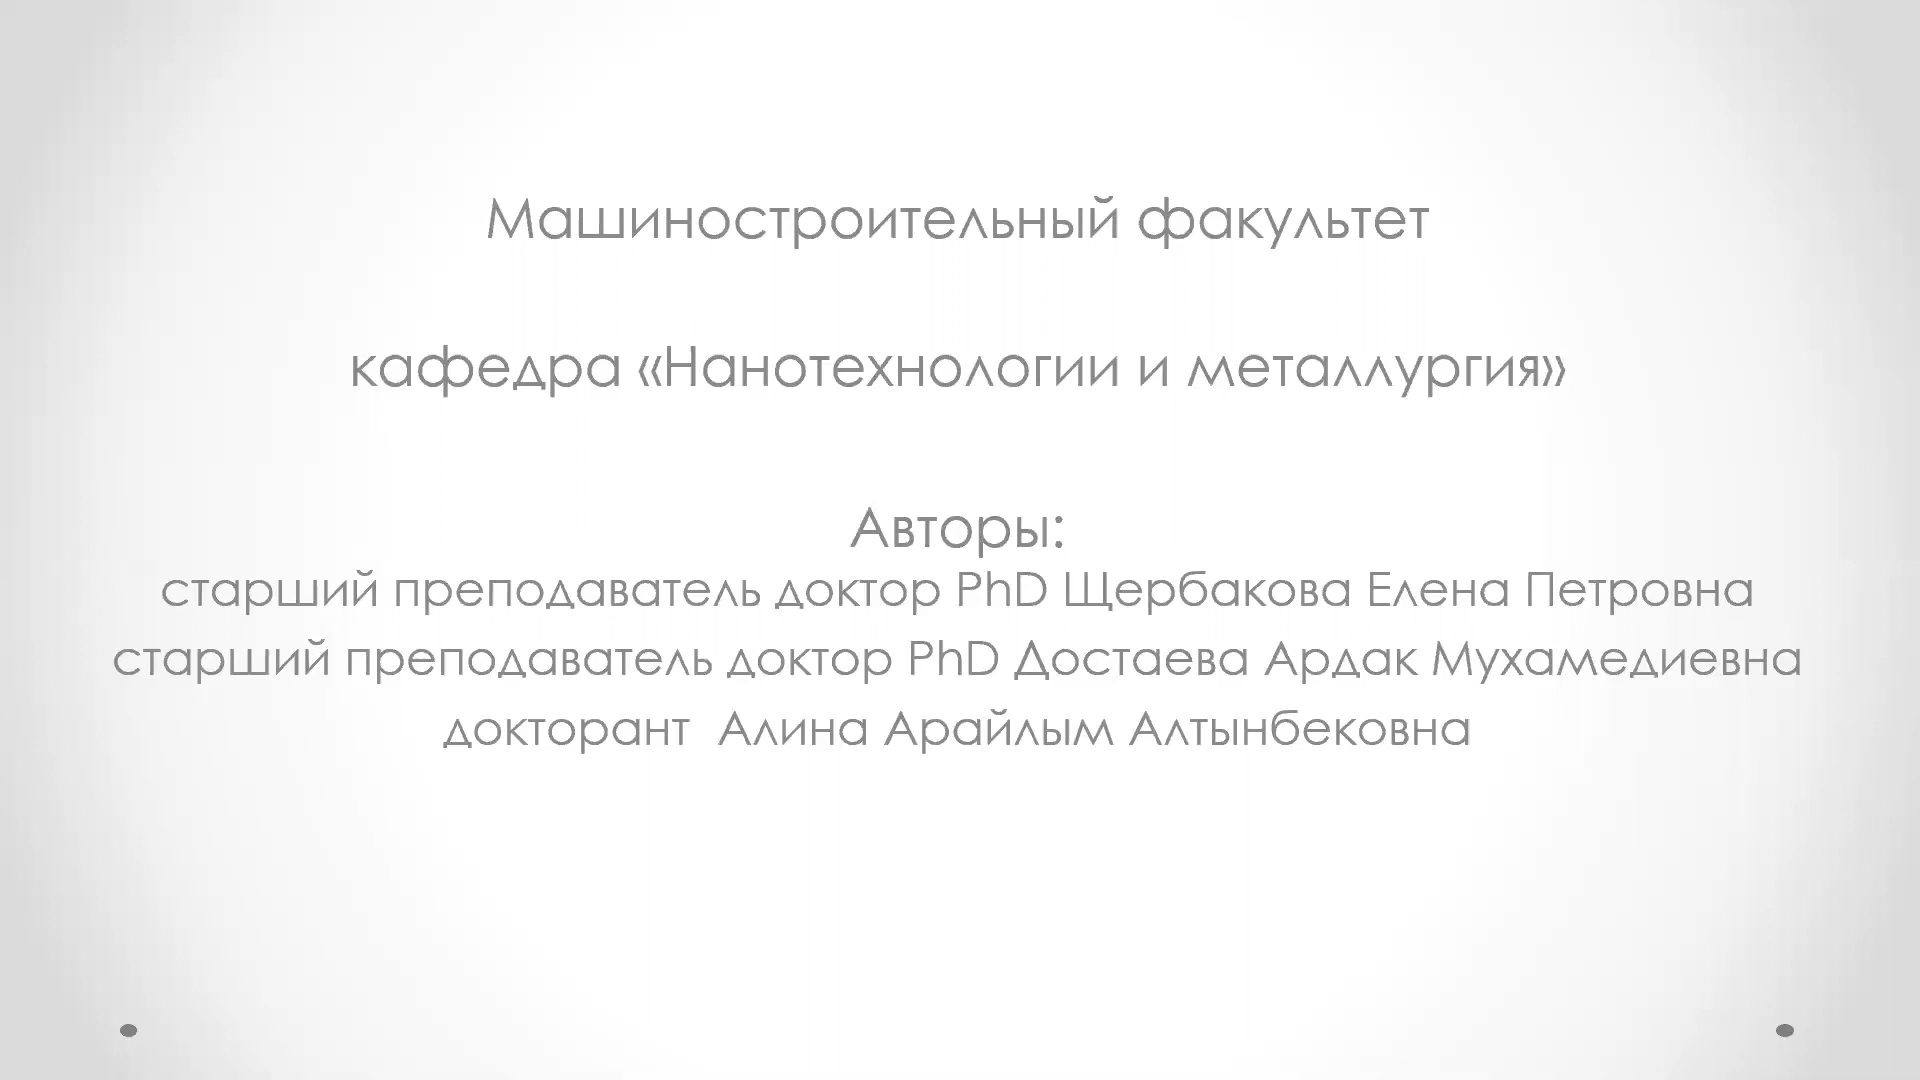 Машиностроительный факультет
кафедра «Нанотехнологии и металлургия»
Авторы:
старший преподаватель доктор PhD Щербакова Елена Петровна
старший преподаватель доктор PhD Достаева Ардак Мухамедиевна
докторант  Алина Арайлым Алтынбековна